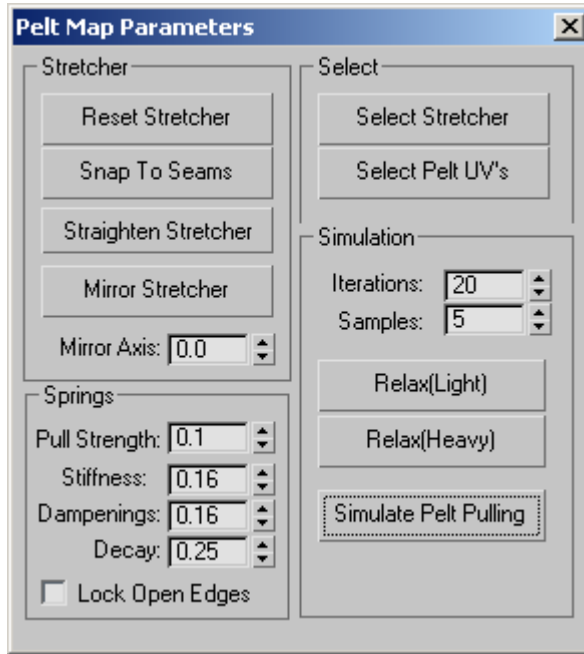 Pelt Map Parameters
Stretcher
Reset Stretcher
Snap To Seams
Straighten Stretcher
Mirror Stretcher
Mirror Axis: 0.0
Springs
Pull Strength: 0.1
Stiffness: 0.16
Dampenings: 0.16
Decay: 0.25
Lock Open Edges
Select
Select Stretcher
Select Pelt UV's
Simulation
Iterations: 20
Samples: 5
Relax(Light)
Relax(Heavy)
Simulate Pelt Pulling